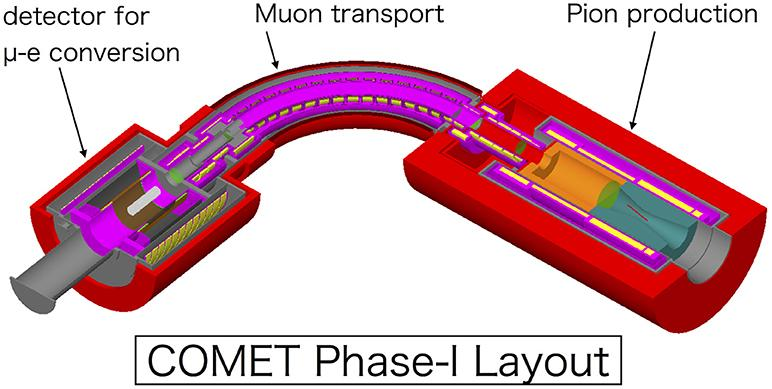 detector for
μ-e conversion
Muon transport
Pion production
COMET Phase-I Layout